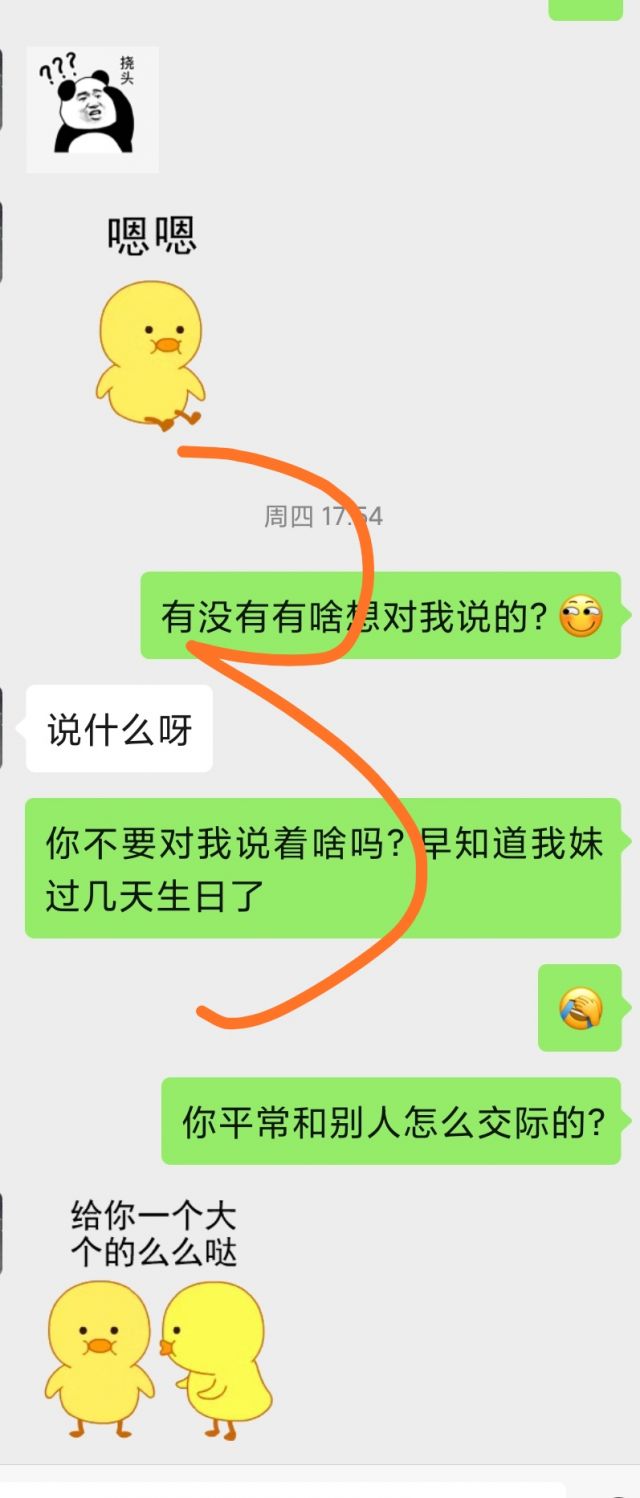 ???
挠
头
嗯嗯
周四 17:54
有没有有啥想对我说的?
说什么呀
你不要对我说着啥吗? 早知道我妹
过几天生日了
你平常和别人怎么交际的?
给你一个大
个的么么哒
3